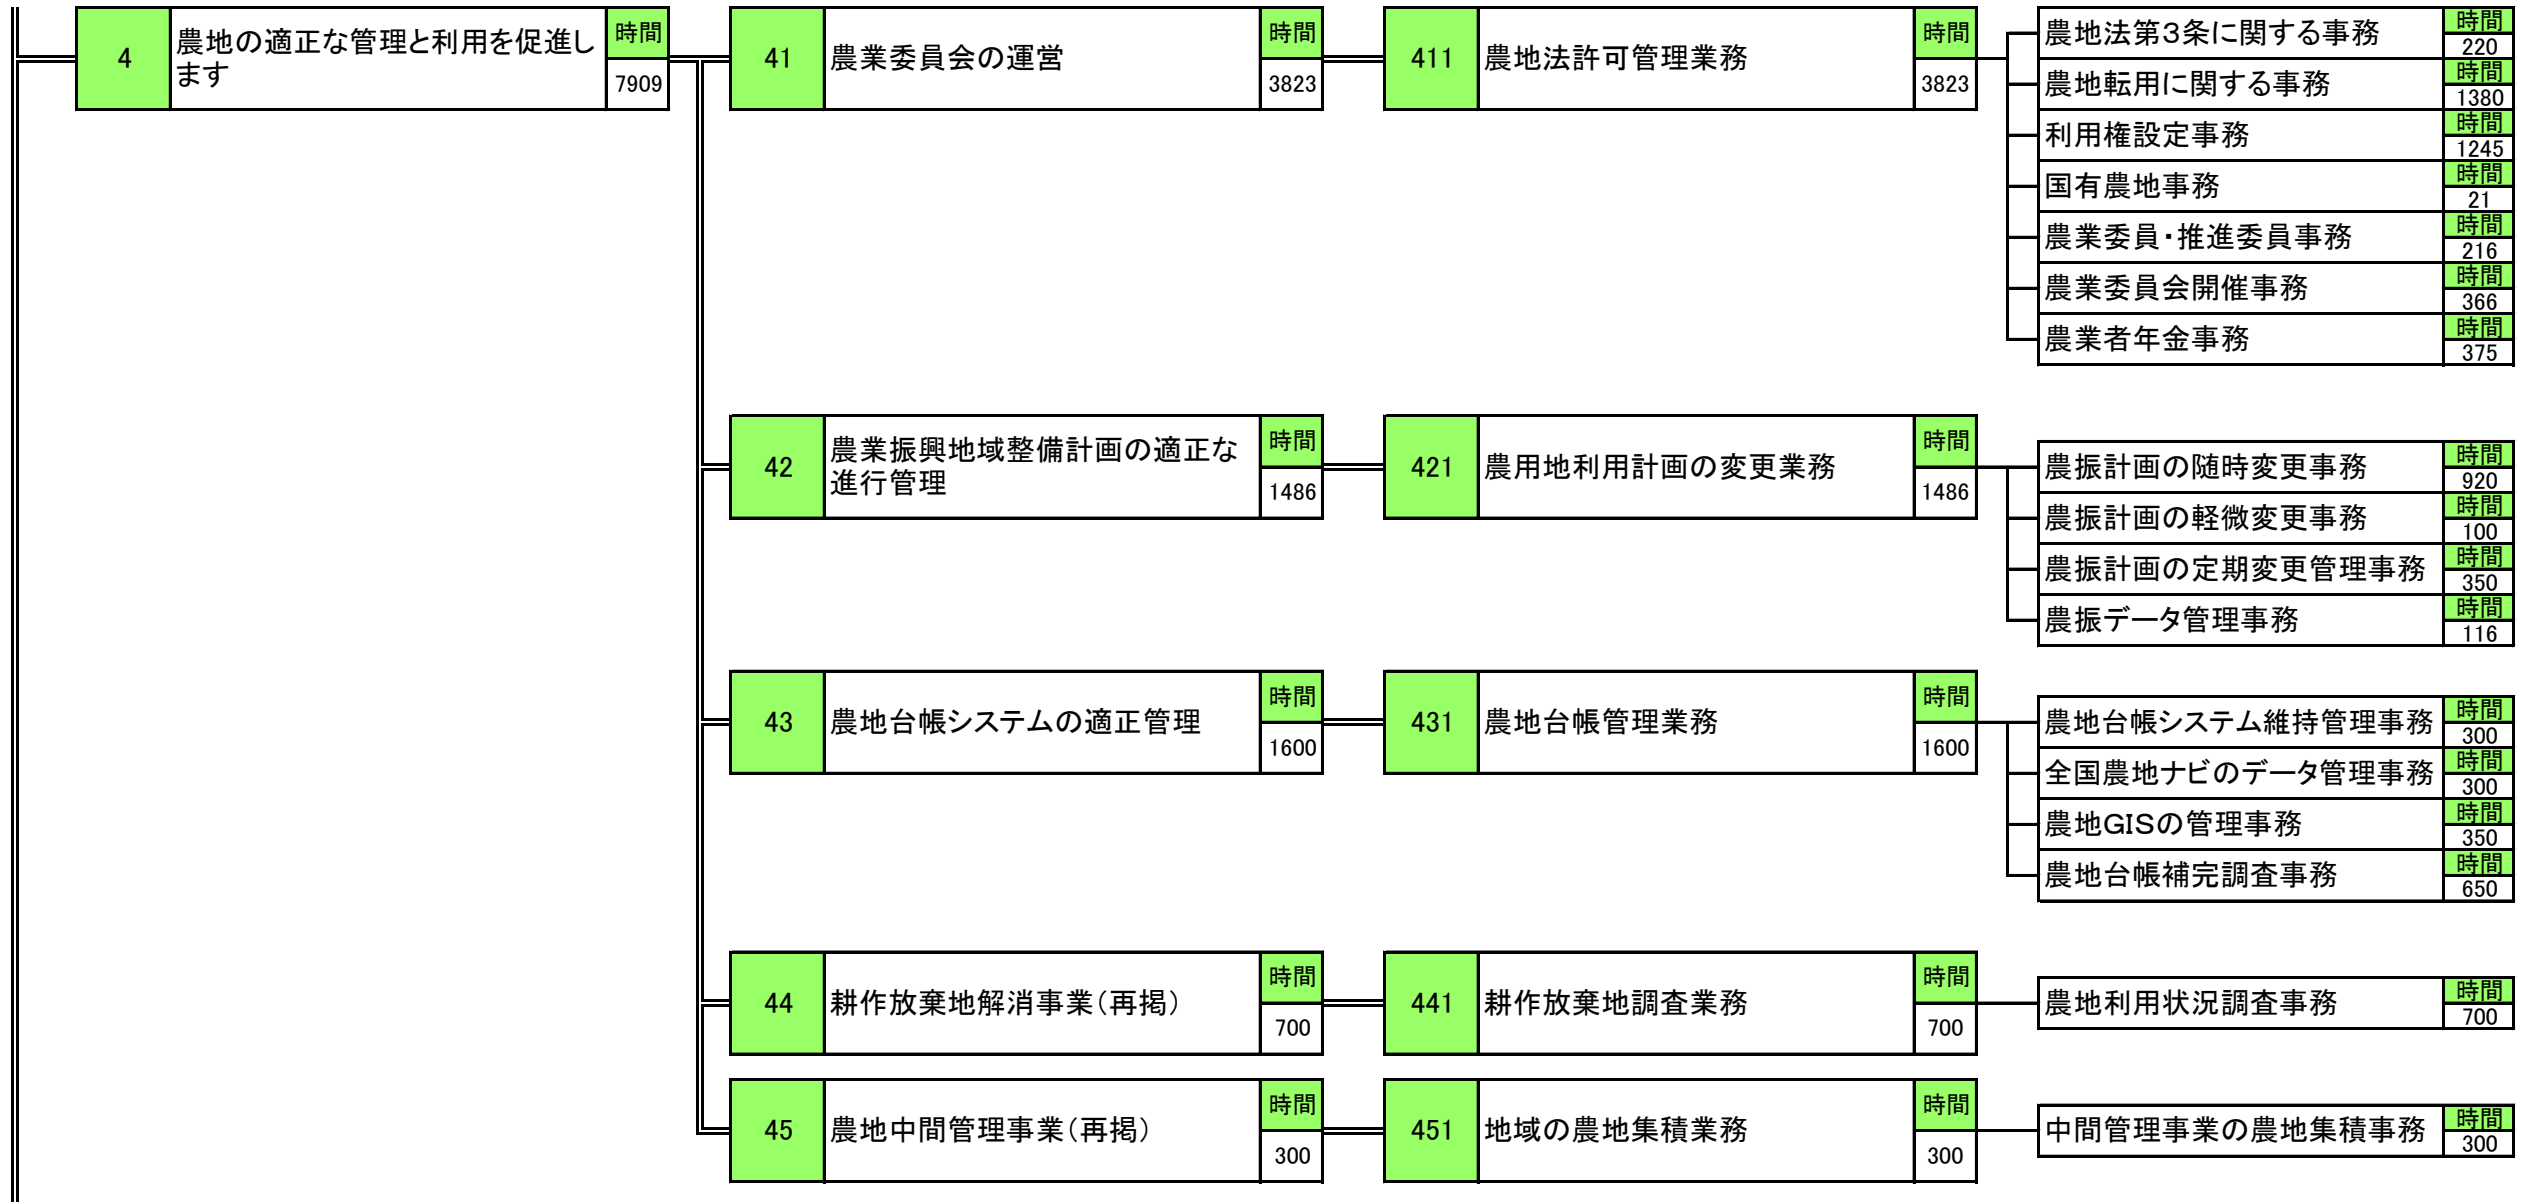 4
農地の適正な管理と利用を促進し
ます
時間
7909
41
農業委員会の運営
時間
3823
411
農地法許可管理業務
時間
3823
農地法第3条に関する事務
時間
220
農地転用に関する事務
時間
1380
利用権設定事務
時間
1245
国有農地事務
時間
21
農業委員・推進委員事務
時間
216
農業委員会開催事務
時間
366
農業者年金事務
時間
375
42
農業振興地域整備計画の適正な
進行管理
時間
1486
421
農用地利用計画の変更業務
時間
1486
農振計画の随時変更事務
時間
920
農振計画の軽微変更事務
時間
100
農振計画の定期変更管理事務
時間
350
農振データ管理事務
時間
116
43
農地台帳システムの適正管理
時間
1600
431
農地台帳管理業務
時間
1600
農地台帳システム維持管理事務
時間
300
全国農地ナビのデータ管理事務
時間
300
農地GISの管理事務
時間
350
農地台帳補完調査事務
時間
650
44
耕作放棄地解消事業(再掲)
時間
700
441
耕作放棄地調査業務
時間
700
農地利用状況調査事務
時間
700
45
農地中間管理事業(再掲)
時間
300
451
地域の農地集積業務
時間
300
中間管理事業の農地集積事務
時間
300